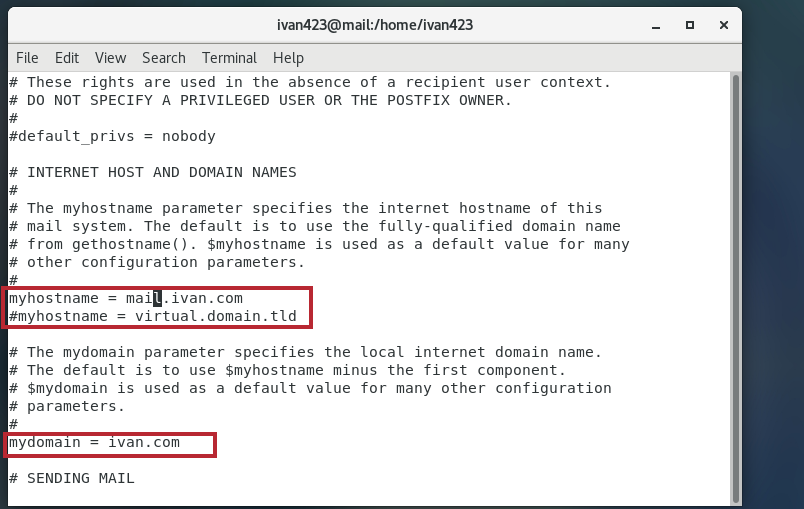 ivan423@mail:/home/ivan423
File Edit View Search Terminal Help
# These rights are used in the absence of a recipient user context.
# DO NOT SPECIFY A PRIVILEGED USER OR THE POSTFIX OWNER.
#
#default_privs = nobody
# INTERNET HOST AND DOMAIN NAMES
#
# The myhostname parameter specifies the internet hostname of this
# mail system. The default is to use the fully-qualified domain name
# from gethostname(). $myhostname is used as a default value for many
# other configuration parameters.
#
myhostname = mail.ivan.com
#myhostname = virtual.domain.tld
# The mydomain parameter specifies the local internet domain name.
# The default is to use $myhostname minus the first component.
# $mydomain is used as a default value for many other configuration
# parameters.
#
mydomain = ivan.com
# SENDING MAIL